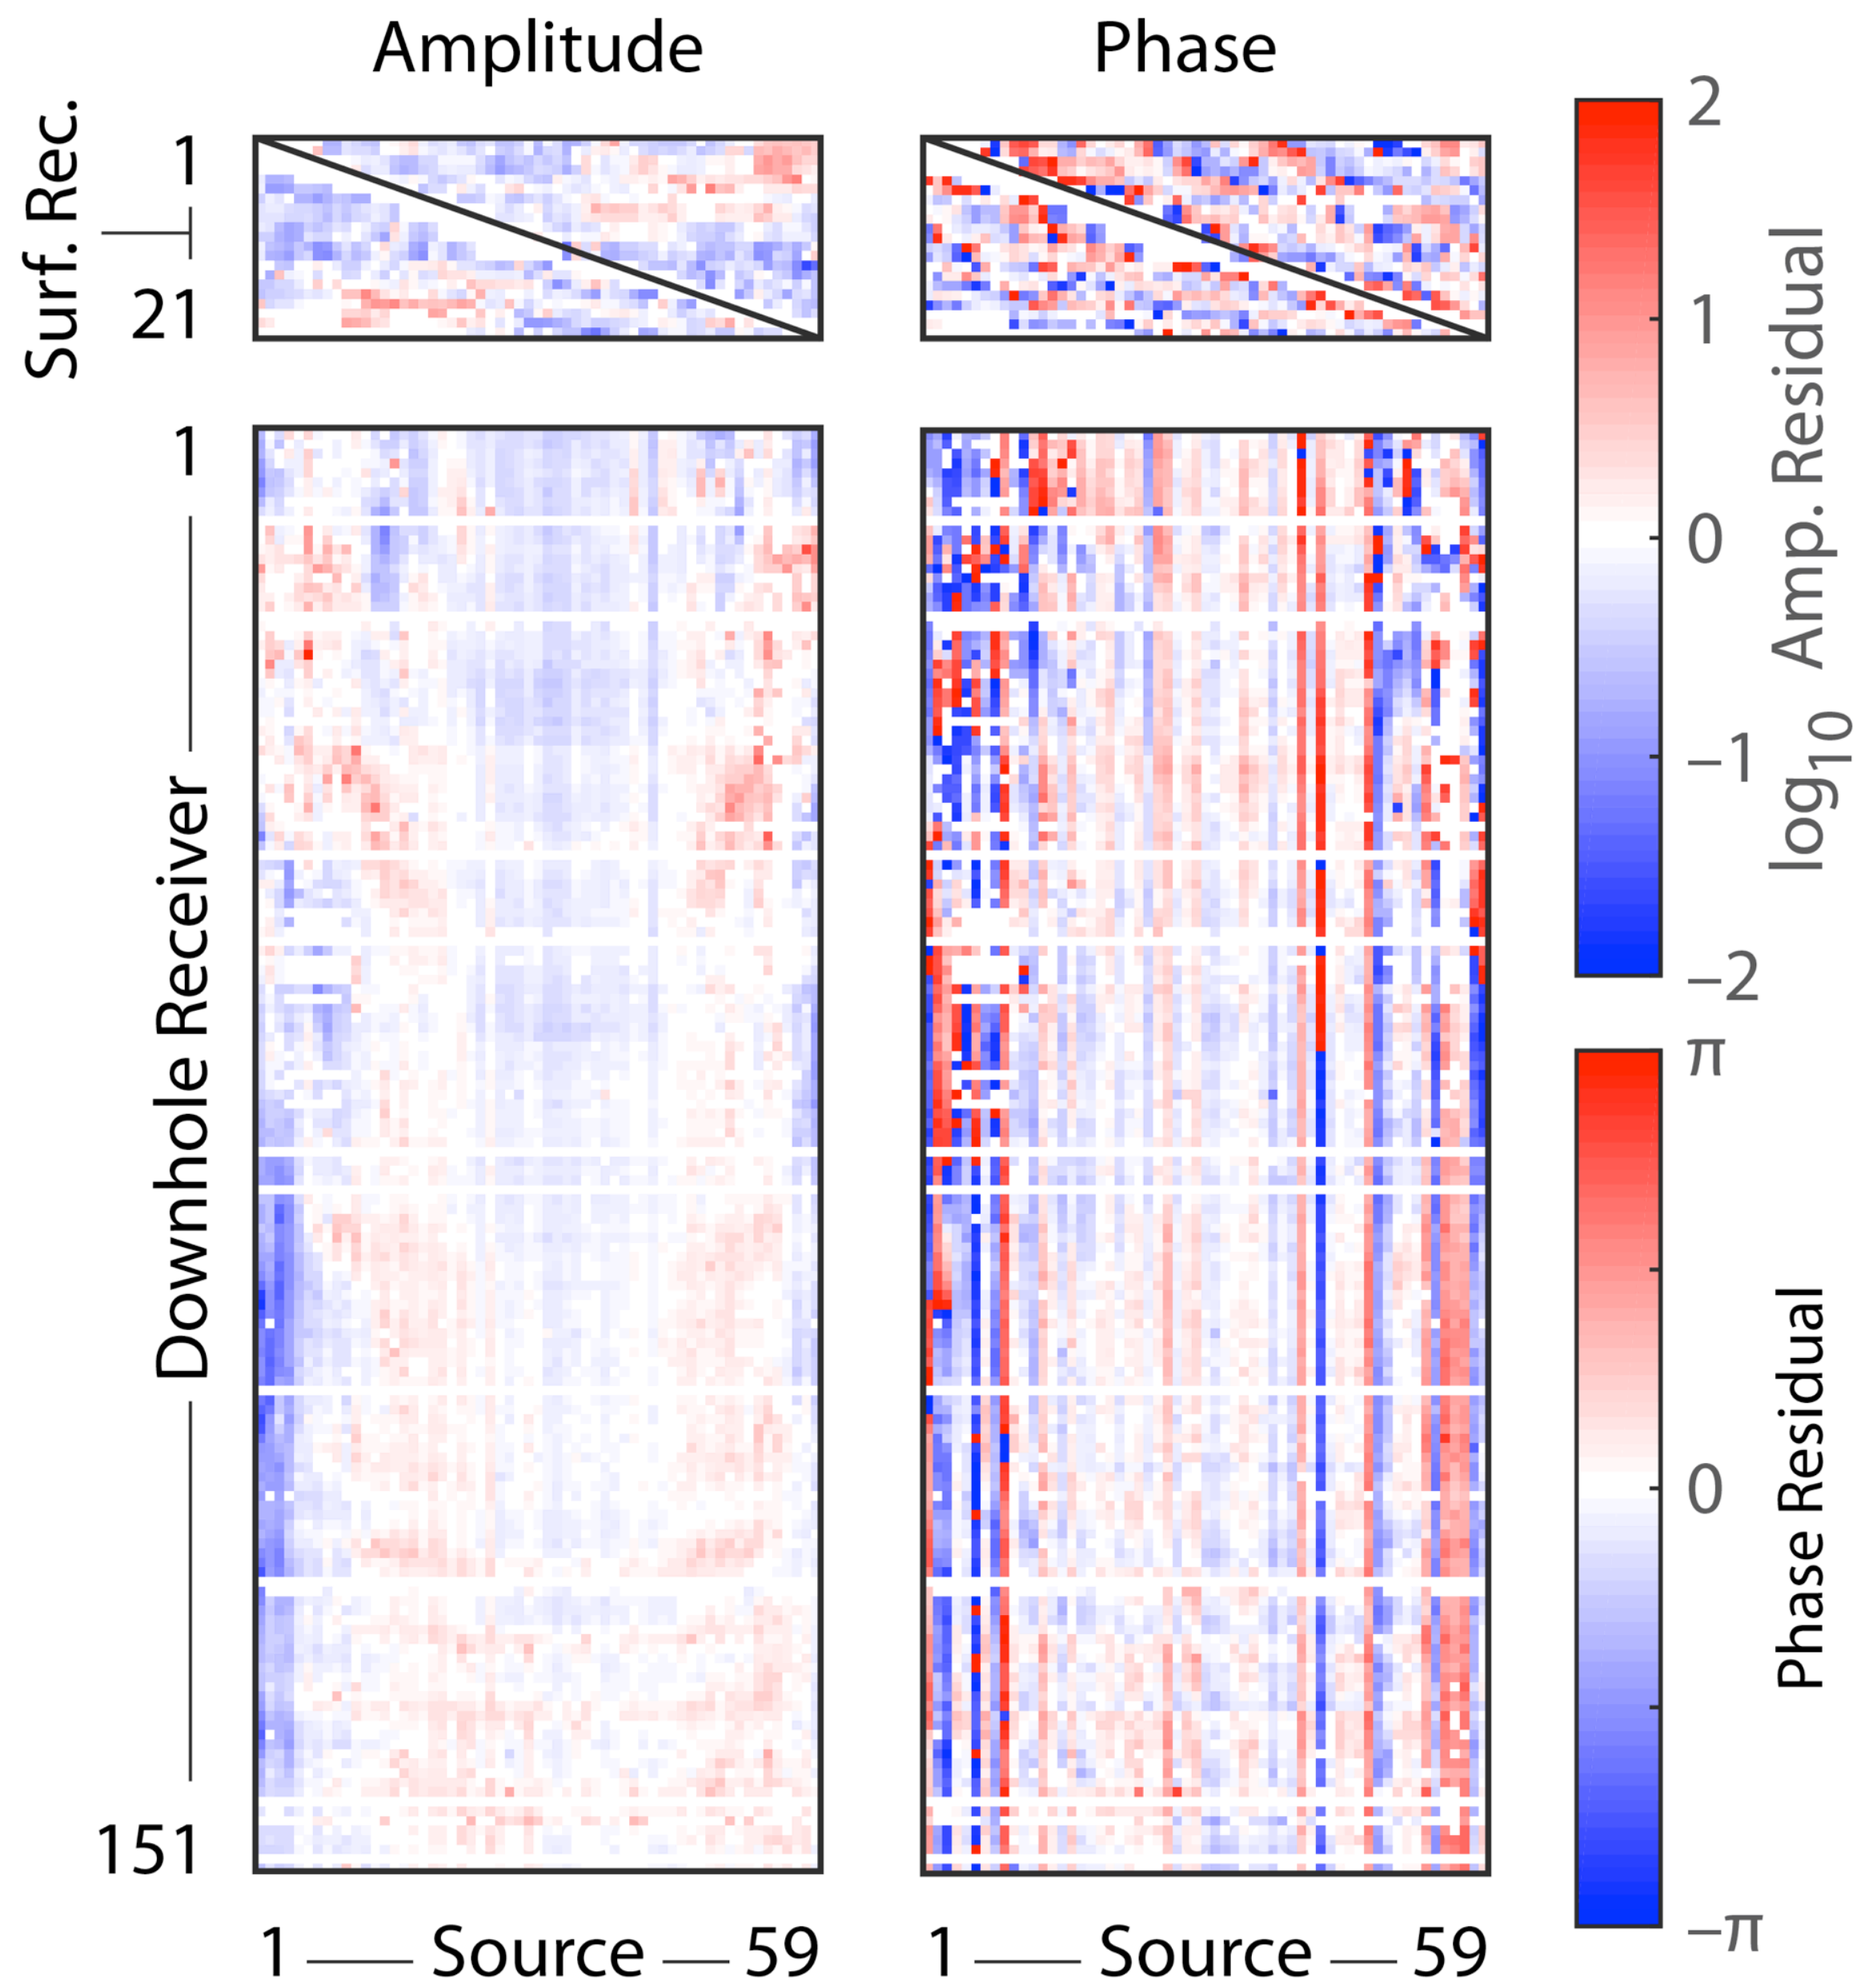 Amplitude
Phase
Surf. Rec.
1
21
Downhole Receiver
1
151
1 Source 59
1 Source 59
2
1
0
−1
−2
log10 Amp. Residual
π
0
−π
Phase Residual